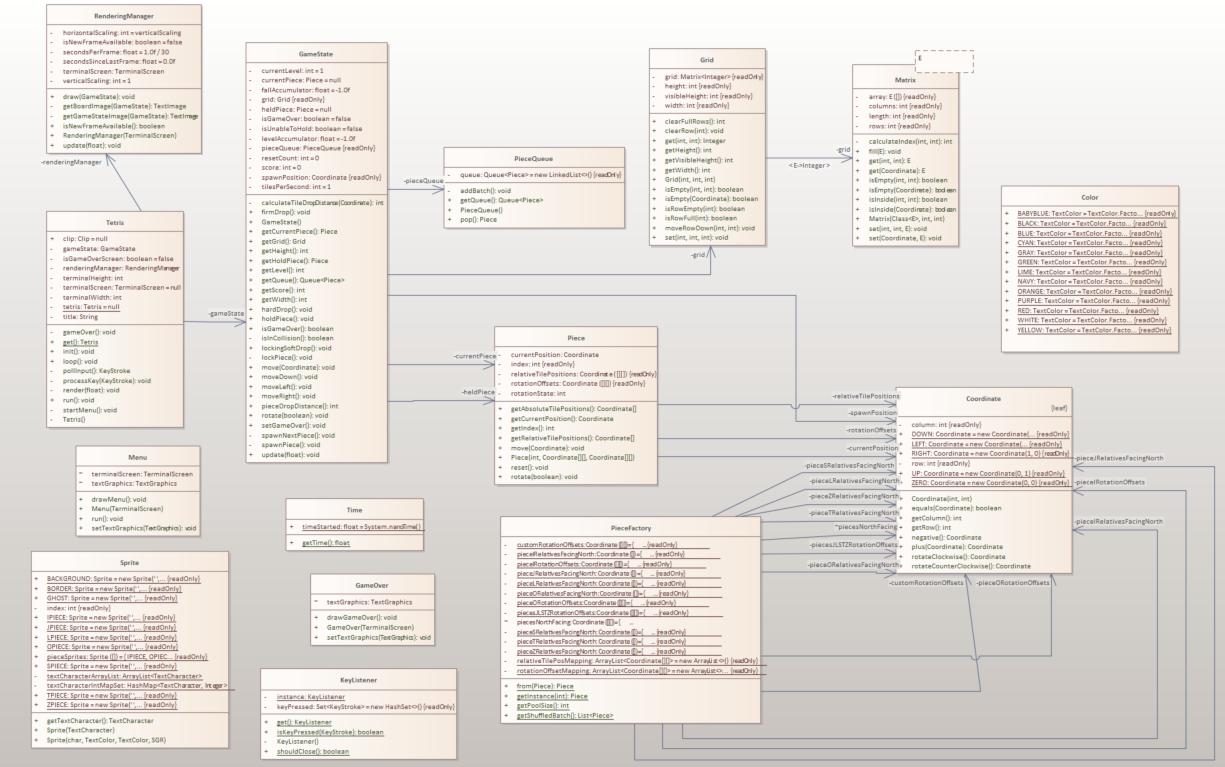 RenderingManager
- horizontalScaling: int = verticalScaling
- isNewFrameAvailable: boolean = false
- secondsPerFrame: float = 1.0f / 30
- secondsSinceLastFrame: float = 0.0f
- terminalScreen: TerminalScreen
- verticalScaling: int = 1
+ draw(GameState): void
- getBoardImage(GameState): TextImage
- getGameStateImage(GameState): TextImage
+ isNewFrameAvailable(): boolean
+ RenderingManager(TerminalScreen)
+ update(float): void
-renderingManager
Tetris
+ clip: Clip = null
- gameState: GameState
- isGameOverScreen: boolean = false
- renderingManager: RenderingManager
- terminalHeight: int
- terminalScreen: TerminalScreen = null
- terminalWidth: int
- tetris: Tetris = null
- title: String
- gameOver(): void
+ get(): Tetris
+ init(): void
+ loop(): void
- pollInput(): KeyStroke
- processKey(KeyStroke): void
- render(float): void
+ run(): void
- startMenu(): void
- Tetris()
-gameState
GameState
- currentLevel: int = 1
- currentPiece: Piece = null
- fallAccumulator: float = -1.0f
- grid: Grid {readOnly}
- heldPiece: Piece = null
- isGameOver: boolean = false
- isUnableToHold: boolean = false
- levelAccumulator: float = -1.0f
- pieceQueue: PieceQueue {readOnly}
- resetCount: int = 0
- score: int = 0
- spawnPosition: Coordinate {readOnly}
- tilesPerSecond: int = 1
- calculateTileDropDistance(Coordinate): int
+ firmDrop(): void
+ GameState()
+ getCurrentPiece(): Piece
+ getGrid(): Grid
+ getHeight(): int
+ getHoldPiece(): Piece
+ getLevel(): int
+ getQueue(): Queue<Piece>
+ getScore(): int
+ getWidth(): int
+ hardDrop(): void
+ holdPiece(): void
+ isGameOver(): boolean
- isInCollision(): boolean
+ lockingSoftDrop(): void
- lockPiece(): void
+ move(Coordinate): void
+ moveDown(): void
+ moveLeft(): void
+ moveRight(): void
+ pieceDropDistance(): int
+ rotate(boolean): void
+ setGameOver(): void
- spawnNextPiece(): void
- spawnPiece(): void
+ update(float): void
-pieceQueue
PieceQueue
- queue: Queue<Piece> = new LinkedList<>() {readOnly}
- addBatch(): void
+ getQueue(): Queue<Piece>
+ PieceQueue()
+ pop(): Piece
Grid
- grid: Matrix<Integer> {readOnly}
- height: int {readOnly}
- visibleHeight: int {readOnly}
- width: int {readOnly}
+ clearFullRows(): int
+ clearRow(int): void
+ get(int, int): Integer
+ getHeight(): int
+ getVisibleHeight(): int
+ getWidth(): int
+ Grid(int, int, int)
+ isEmpty(int, int): boolean
+ isInside(int, int): boolean
+ isRowEmpty(int): boolean
+ isRowFull(int): boolean
+ moveRowDown(int, int): void
+ set(int, int, int): void
-grid
-grid
<E->Integer>
E
Matrix
- array: E ([]) {readOnly}
- columns: int {readOnly}
- length: int {readOnly}
- rows: int {readOnly}
- calculateIndex(int, int): int
+ fill(E): void
+ get(int, int): E
+ get(Coordinate): E
+ isEmpty(int, int): boolean
+ isEmpty(Coordinate): boolean
+ isInside(int, int): boolean
+ isInside(Coordinate): boolean
+ Matrix(Class<E>, int, int)
+ set(int, int, E): void
+ set(Coordinate, E): void
Color
+ BABYBLUE: TextColor = TextColor.Facto... {readOnly}
+ BLACK: TextColor = TextColor.Facto... {readOnly}
+ BLUE: TextColor = TextColor.Facto... {readOnly}
+ CYAN: TextColor = TextColor.Facto... {readOnly}
+ GRAY: TextColor = TextColor.Facto... {readOnly}
+ GREEN: TextColor = TextColor.Facto... {readOnly}
+ LIME: TextColor = TextColor.Facto... {readOnly}
+ NAVY: TextColor = TextColor.Facto... {readOnly}
+ ORANGE: TextColor = TextColor.Facto... {readOnly}
+ PURPLE: TextColor = TextColor.Facto... {readOnly}
+ RED: TextColor = TextColor.Facto... {readOnly}
+ WHITE: TextColor = TextColor.Facto... {readOnly}
+ YELLOW: TextColor = TextColor.Facto... {readOnly}
-currentPiece
-heldPiece
Piece
- currentPosition: Coordinate
- index: int {readOnly}
- relativeTilePositions: Coordinate ([][]) {readOnly}
- rotationOffsets: Coordinate ([][]) {readOnly}
- rotationState: int
+ getAbsoluteTilePositions(): Coordinate[]
+ getCurrentPosition(): Coordinate
+ getIndex(): int
+ getRelativeTilePositions(): Coordinate[]
+ move(Coordinate): void
+ Piece(int, Coordinate[][], Coordinate[][])
+ reset(): void
+ rotate(boolean): void
-relativeTilePositions
-spawnPosition
-rotationOffsets
-currentPosition
-pieceSRelativesFacingNorth
-pieceLRelativesFacingNorth
-pieceZRelativesFacingNorth
-pieceTRelativesFacingNorth
~piecesNorthFacing
-piecesJLSTZRotationOffsets
-pieceORelativesFacingNorth
-customRotationOffsets
-pieceORotationOffsets
-pieceJRelativesFacingNorth
-pieceIRotationOffsets
-pieceIRelativesFacingNorth
Coordinate
{leaf}
- column: int {readOnly}
+ DOWN: Coordinate = new Coordinate(... {readOnly}
+ LEFT: Coordinate = new Coordinate(... {readOnly}
+ RIGHT: Coordinate = new Coordinate(1, 0) {readOnly}
- row: int {readOnly}
+ UP: Coordinate = new Coordinate(0, 1) {readOnly}
+ ZERO: Coordinate = new Coordinate(0, 0) {readOnly}
+ Coordinate(int, int)
+ equals(Coordinate): boolean
+ getColumn(): int
+ getRow(): int
+ negative(): Coordinate
+ plus(Coordinate): Coordinate
+ rotateClockwise(): Coordinate
+ rotateCounterClockwise(): Coordinate
Menu
~ terminalScreen: TerminalScreen
~ textGraphics: TextGraphics
+ drawMenu(): void
+ Menu(TerminalScreen)
+ run(): void
+ setTextGraphics(TextGraphics): void
Time
+ timeStarted: float = System.nanoTime()
+ getTime(): float
GameOver
~ textGraphics: TextGraphics
+ drawGameOver(): void
+ GameOver(TerminalScreen)
+ setTextGraphics(TextGraphics): void
KeyListener
- instance: KeyListener
- keyPressed: Set<KeyStroke> = new HashSet<>() {readOnly}
+ get(): KeyListener
+ isKeyPressed(KeyStroke): boolean
- KeyListener()
+ shouldClose(): boolean
Sprite
+ BACKGROUND: Sprite = new Sprite(' ',... {readOnly}
+ BORDER: Sprite = new Sprite(' ',... {readOnly}
+ GHOST: Sprite = new Sprite(' ',... {readOnly}
- index: int {readOnly}
+ IPIECE: Sprite = new Sprite(' ',... {readOnly}
+ JPIECE: Sprite = new Sprite(' ',... {readOnly}
+ LPIECE: Sprite = new Sprite(' ',... {readOnly}
+ OPIECE: Sprite = new Sprite(' ',... {readOnly}
+ pieceSprites: Sprite ([]) = {IPIECE, OPIEC... {readOnly}
+ SPIECE: Sprite = new Sprite(' ',... {readOnly}
- textCharacterArrayList: ArrayList<TextCharacter>
- textCharacterIntMapSet: HashMap<TextCharacter, Integer>
+ TPIECE: Sprite = new Sprite(' ',... {readOnly}
+ ZPIECE: Sprite = new Sprite(' ',... {readOnly}
+ getTextCharacter(): TextCharacter
+ Sprite(TextCharacter)
+ Sprite(char, TextColor, TextColor, SGR)
PieceFactory
- customRotationOffsets: Coordinate ([][]) = { ... {readOnly}
- pieceIRelativesFacingNorth: Coordinate ([]) = { ... {readOnly}
- pieceIRotationOffsets: Coordinate ([][]) = { ... {readOnly}
- pieceJRelativesFacingNorth: Coordinate ([]) = { ... {readOnly}
- pieceLRelativesFacingNorth: Coordinate ([]) = { ... {readOnly}
- pieceORelativesFacingNorth: Coordinate ([]) = { ... {readOnly}
- pieceORotationOffsets: Coordinate ([][]) = { ... {readOnly}
- piecesJLSTZRotationOffsets: Coordinate ([][]) = { ... {readOnly}
~ piecesNorthFacing: Coordinate ([][]) = { ...
- pieceSRelativesFacingNorth: Coordinate ([]) = { ... {readOnly}
- pieceTRelativesFacingNorth: Coordinate ([]) = { ... {readOnly}
- pieceZRelativesFacingNorth: Coordinate ([]) = { ... {readOnly}
- relativeTilePosMapping: ArrayList<Coordinate[][]> = new ArrayList<>() {readOnly}
- rotationOffsetMapping: ArrayList<Coordinate[][]> = new ArrayList<>... {readOnly}
+ from(Piece): Piece
+ getInstance(int): Piece
+ getPoolSize(): int
+ getShuffledBatch(): List<Piece>